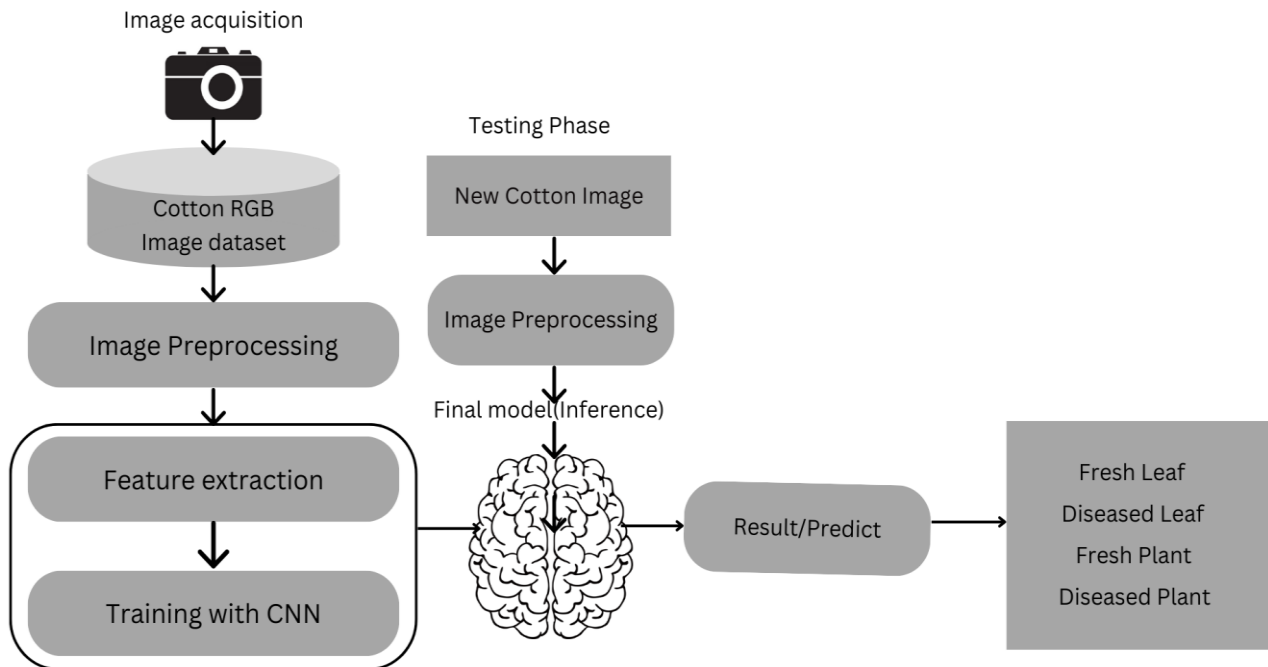 Image acquisition
Cotton RGB
Image dataset
Image Preprocessing
Feature extraction
Training with CNN
Testing Phase
New Cotton Image
Image Preprocessing
Final model(Inference)
Result/Predict
Fresh Leaf
Diseased Leaf
Fresh Plant
Diseased Plant